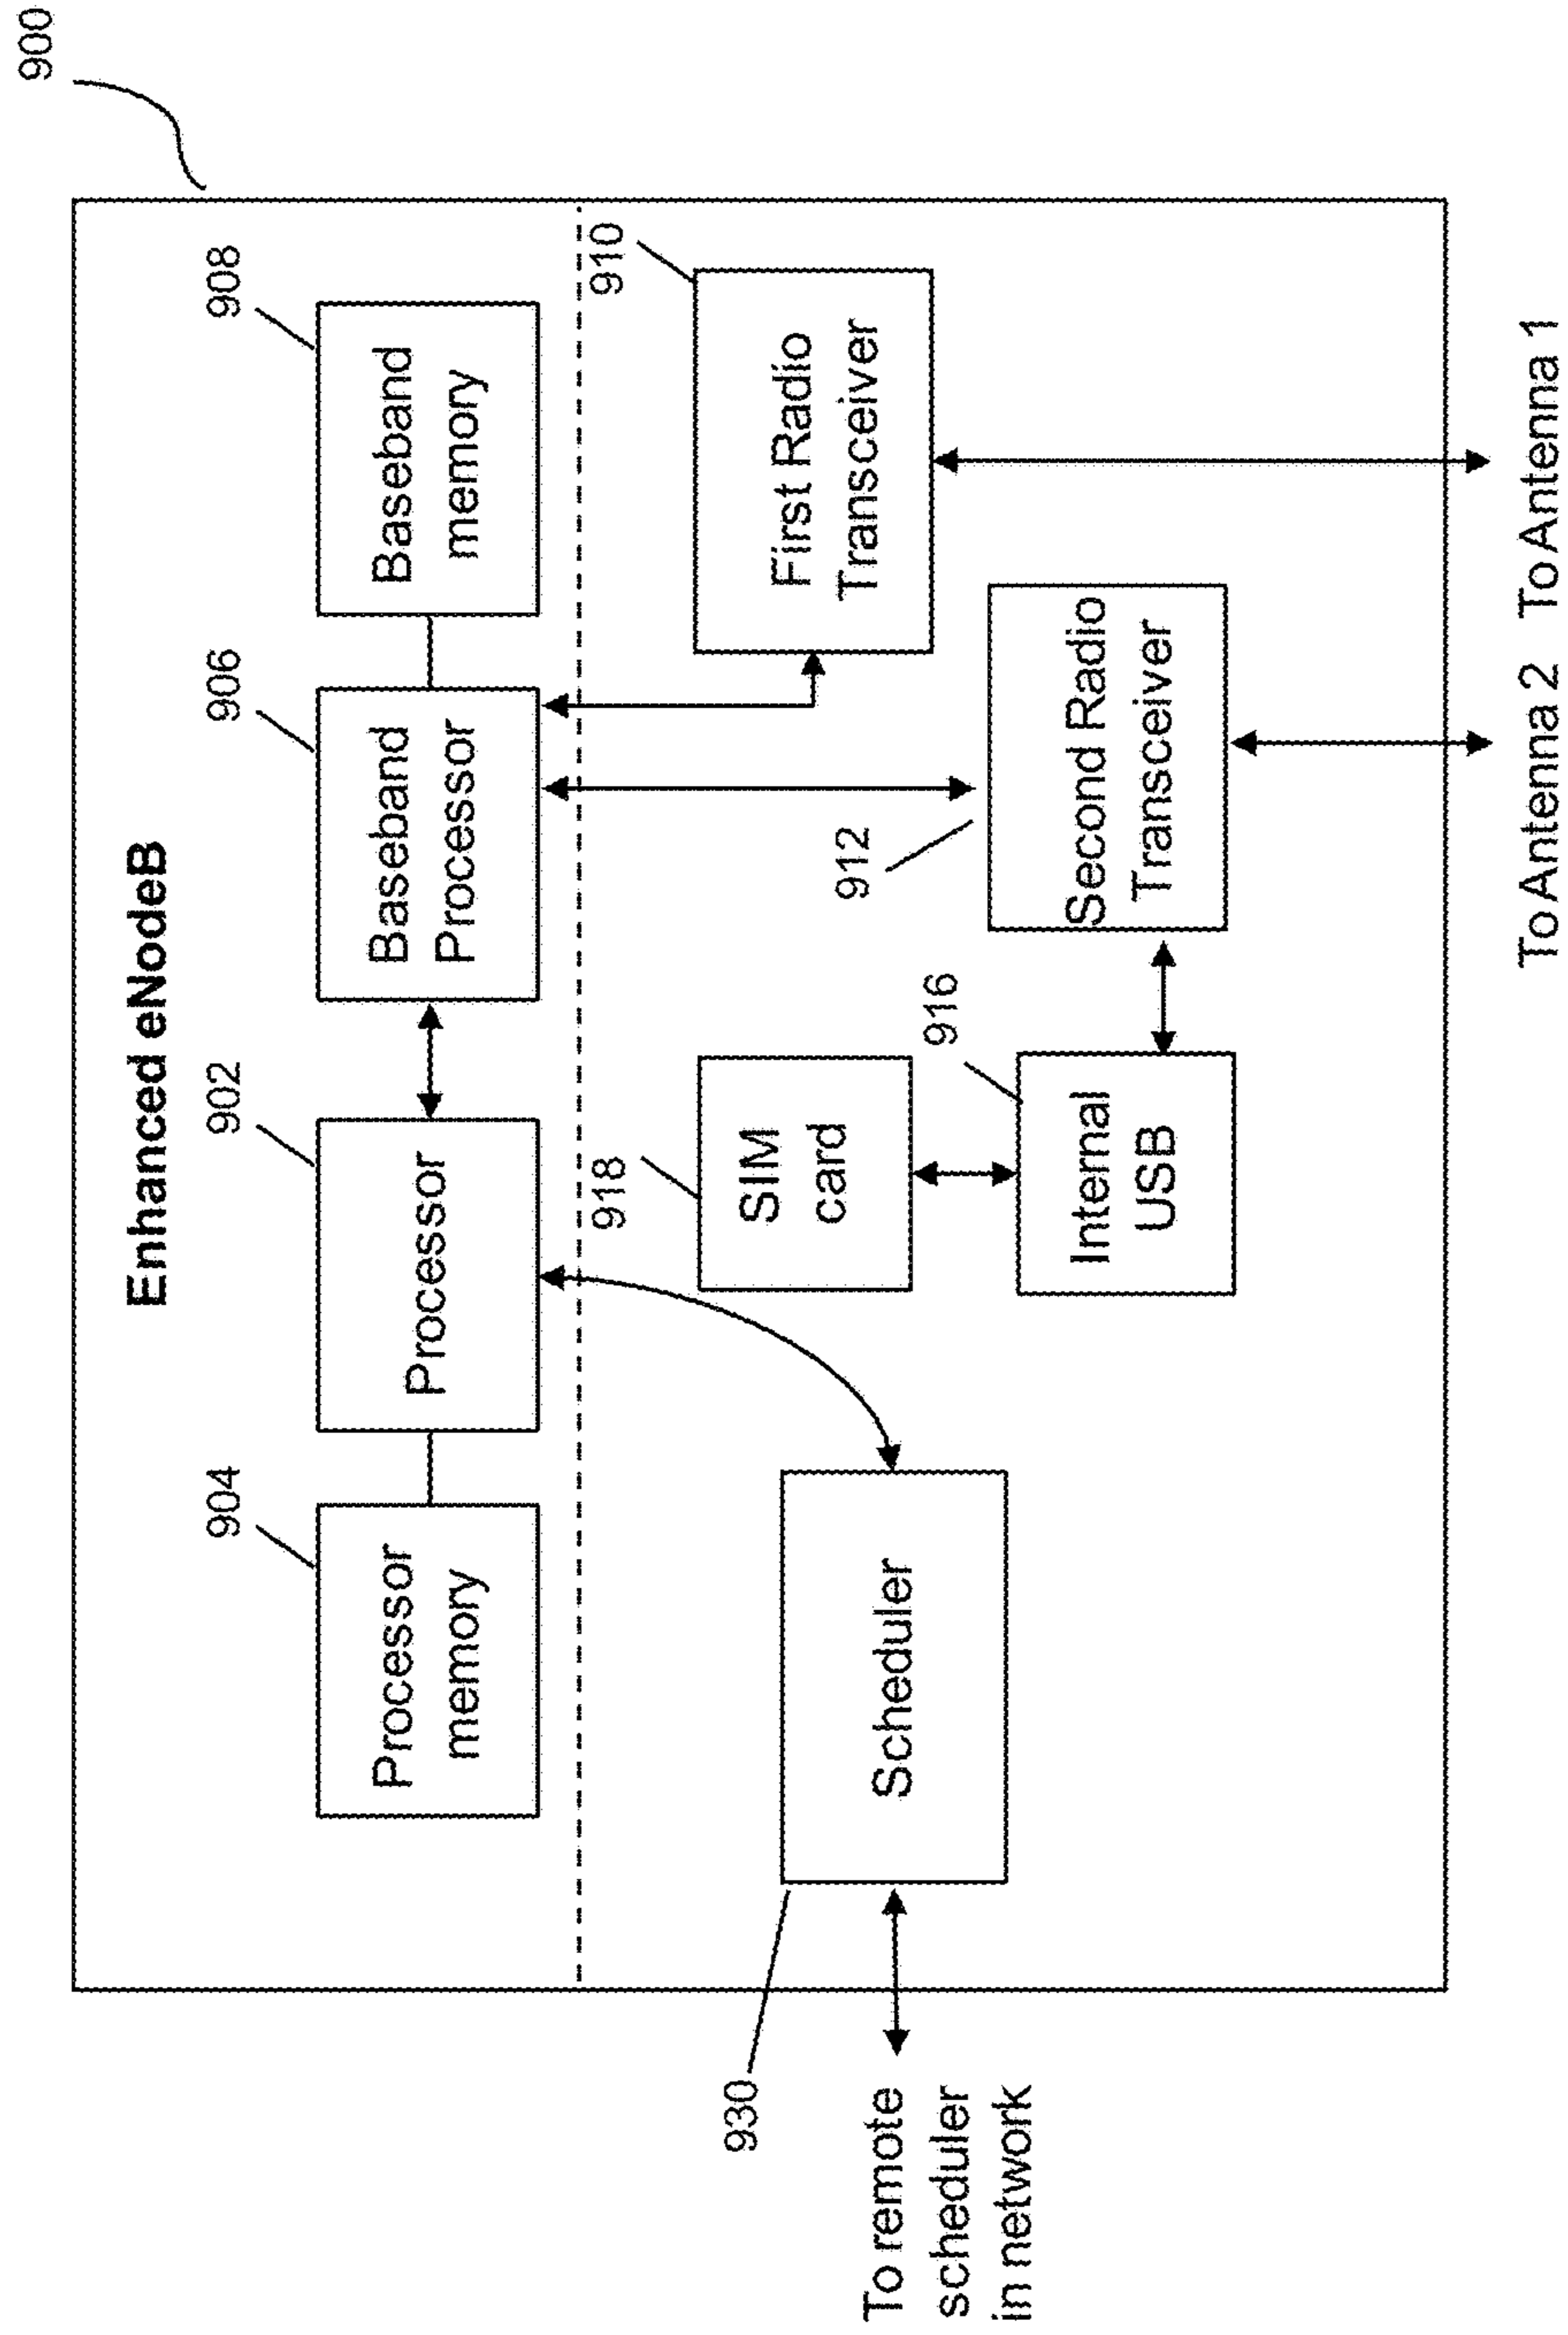 900
Enhanced eNodeB
904
902
906
908
Processor
memory
Processor
Baseband
Processor
Baseband
memory
930
918
910
To remote
scheduler
in network
Scheduler
SIM
card
916
Internal
USB
912
Second Radio
Transceiver
First Radio
Transceiver
To Antenna 2
To Antenna 1